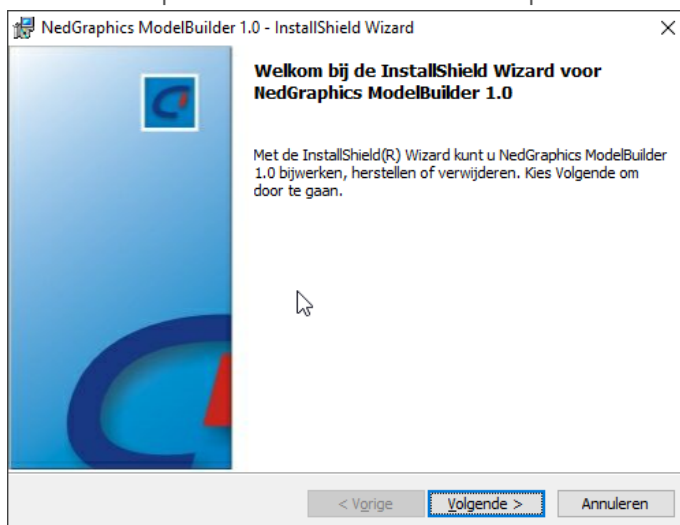 NedGraphics ModelBuilder 1.0 - InstallShield Wizard
Welkom bij de InstallShield Wizard voor
NedGraphics ModelBuilder 1.0
Met de InstallShield(R) Wizard kunt u NedGraphics ModelBuilder
1.0 bijwerken, herstellen of verwijderen. Kies Volgende om
door te gaan.
< Vorige
Volgende >
Annuleren